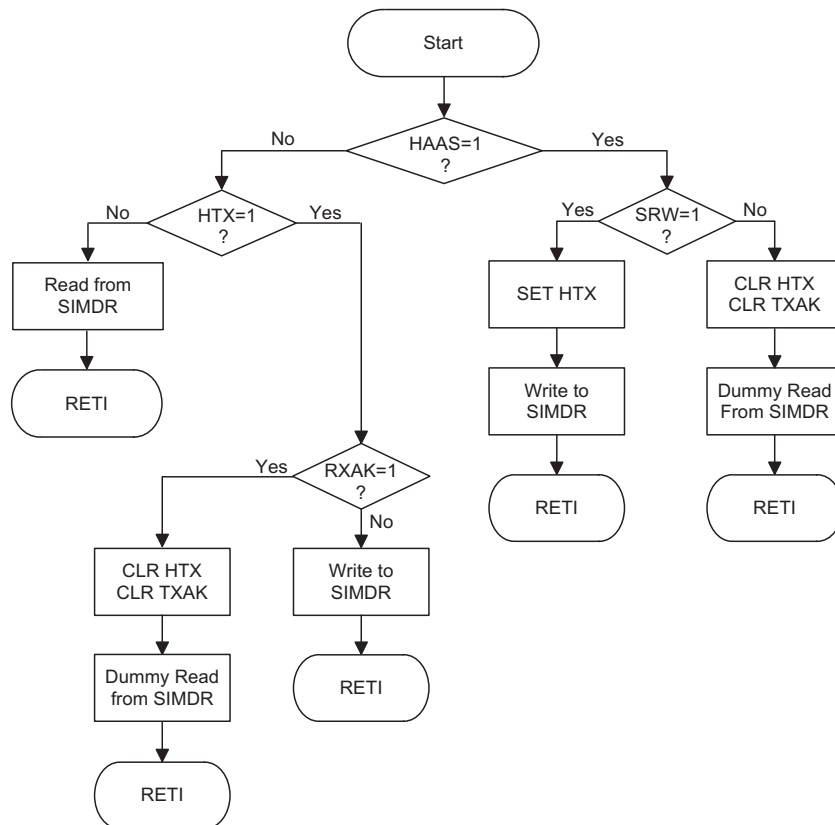 Start
No
HAAS=1
?
Yes
No
HTX=1
?
Yes
Yes
SRW=1
?
No
Read from
SIMDR
SET HTX
CLR HTX
CLR TXAK
RETI
Write to
SIMDR
Dummy Read
From SIMDR
Yes
RXAK=1
?
No
RETI
RETI
CLR HTX
CLR TXAK
Write to
SIMDR
Dummy Read
from SIMDR
RETI
RETI